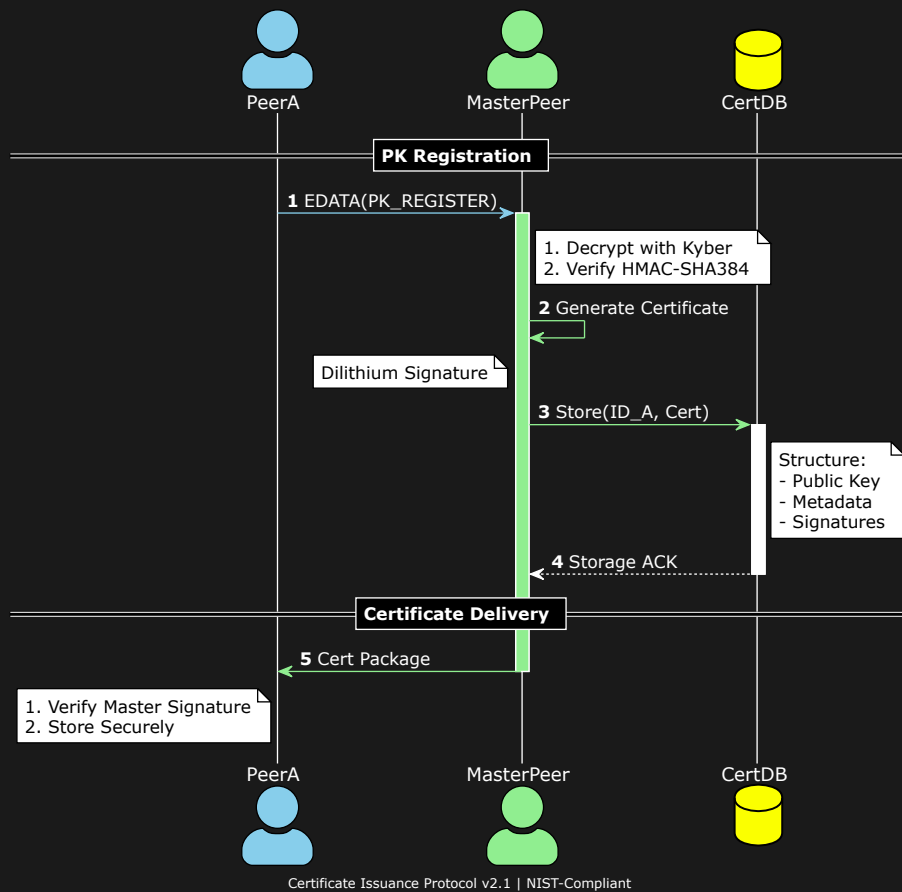 PeerA
MasterPeer
CertDB
PK Registration
1 EDATA(PK_REGISTER)
1. Decrypt with Kyber
2. Verify HMAC-SHA384
2 Generate Certificate
Dilithium Signature
3 Store(ID_A, Cert)
Structure:
- Public Key
- Metadata
- Signatures
4 Storage ACK
Certificate Delivery
5 Cert Package
1. Verify Master Signature
2. Store Securely
PeerA
MasterPeer
CertDB
Certificate Issuance Protocol v2.1 | NIST-Compliant